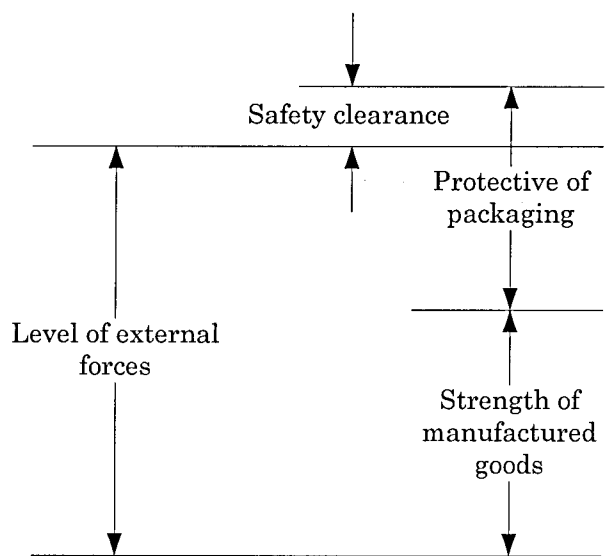 Safety clearance
Protective of
packaging
Level of external
forces
Strength of
manufactured
goods